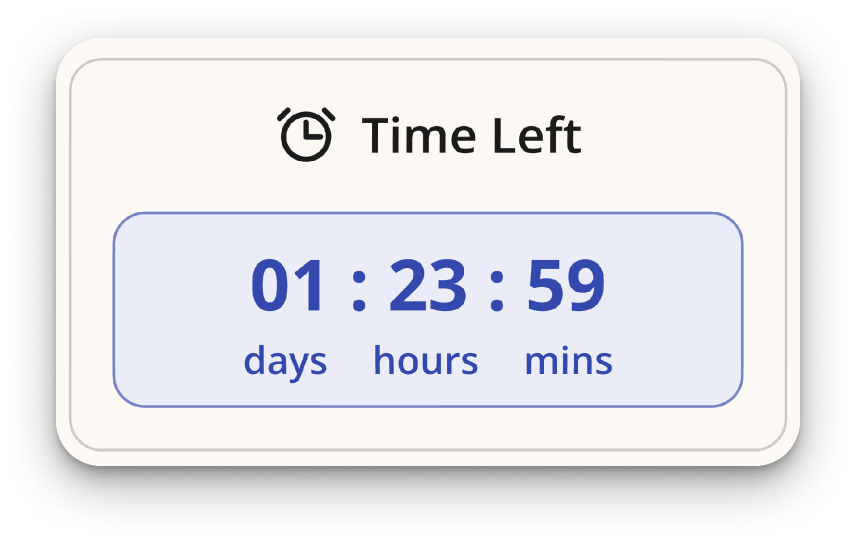 Time Left
01 : 23 : 59
days hours mins